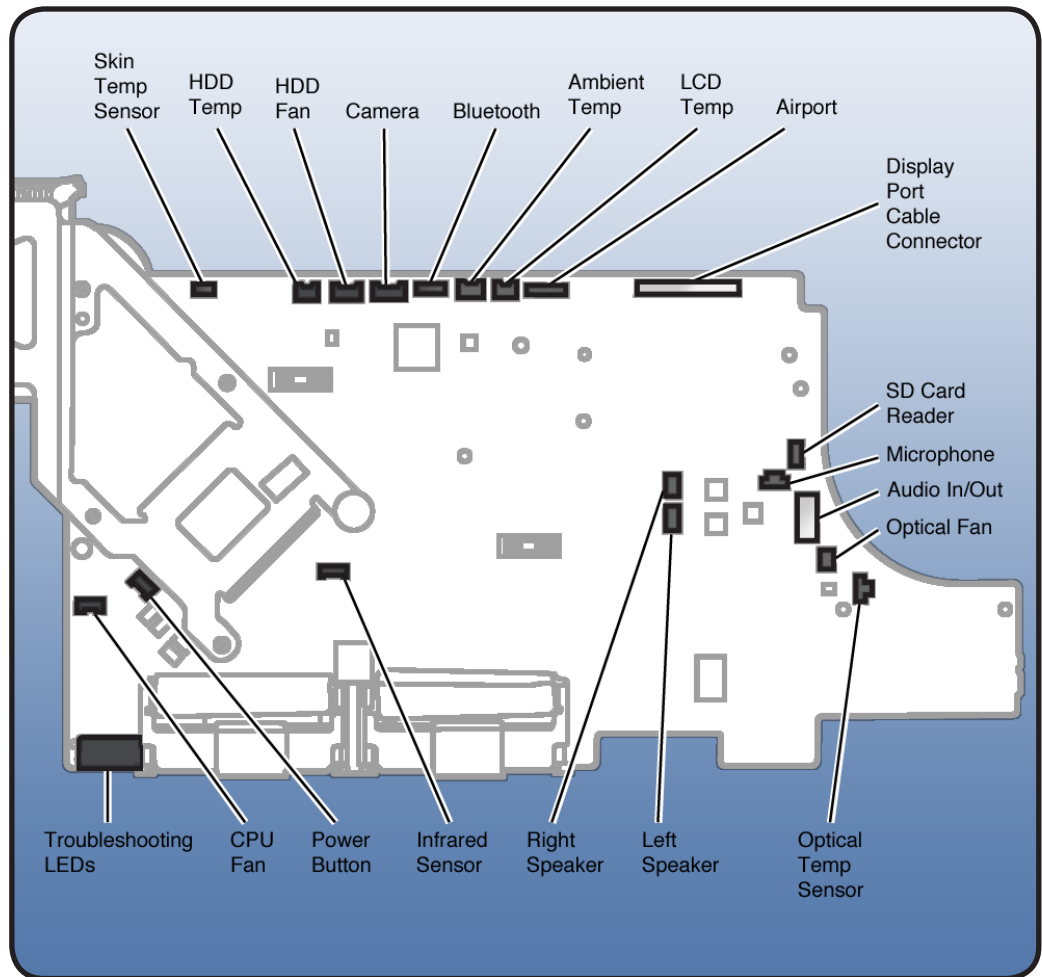 Skin
Temp
Sensor
HDD
Temp
HDD
Fan
Camera
Bluetooth
Ambient
Temp
LCD
Temp
Airport
Display
Port
Cable
Connector
SD Card
Reader
Microphone
Audio In/Out
Optical Fan
Troubleshooting
LEDs
CPU
Fan
Power
Button
Infrared
Sensor
Right
Speaker
Left
Speaker
Optical
Temp
Sensor